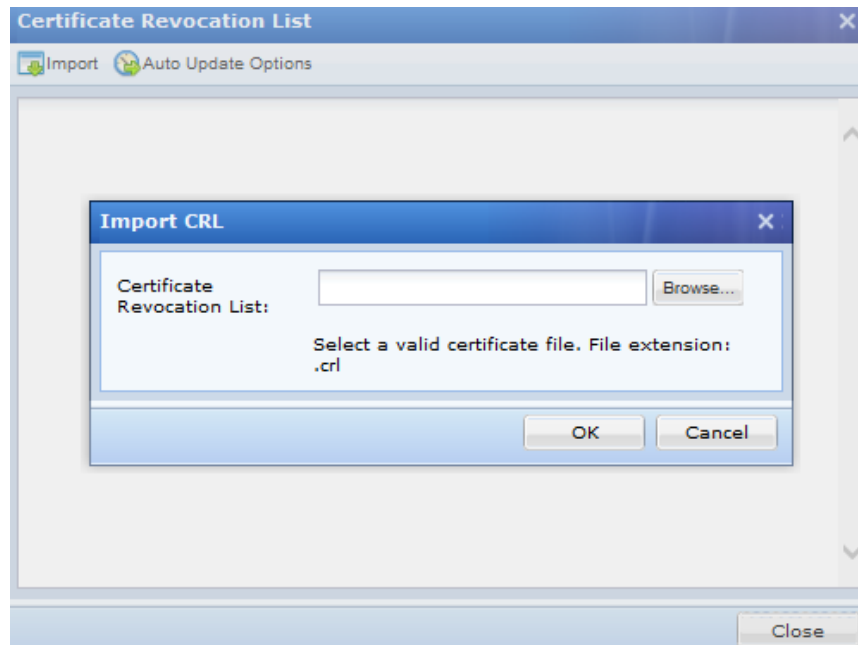 Certificate Revocation List
Import Auto Update Options
Import CRL
Certificate
Revocation List:
Browse...
Select a valid certificate file. File extension:
.crl
OK Cancel
Close